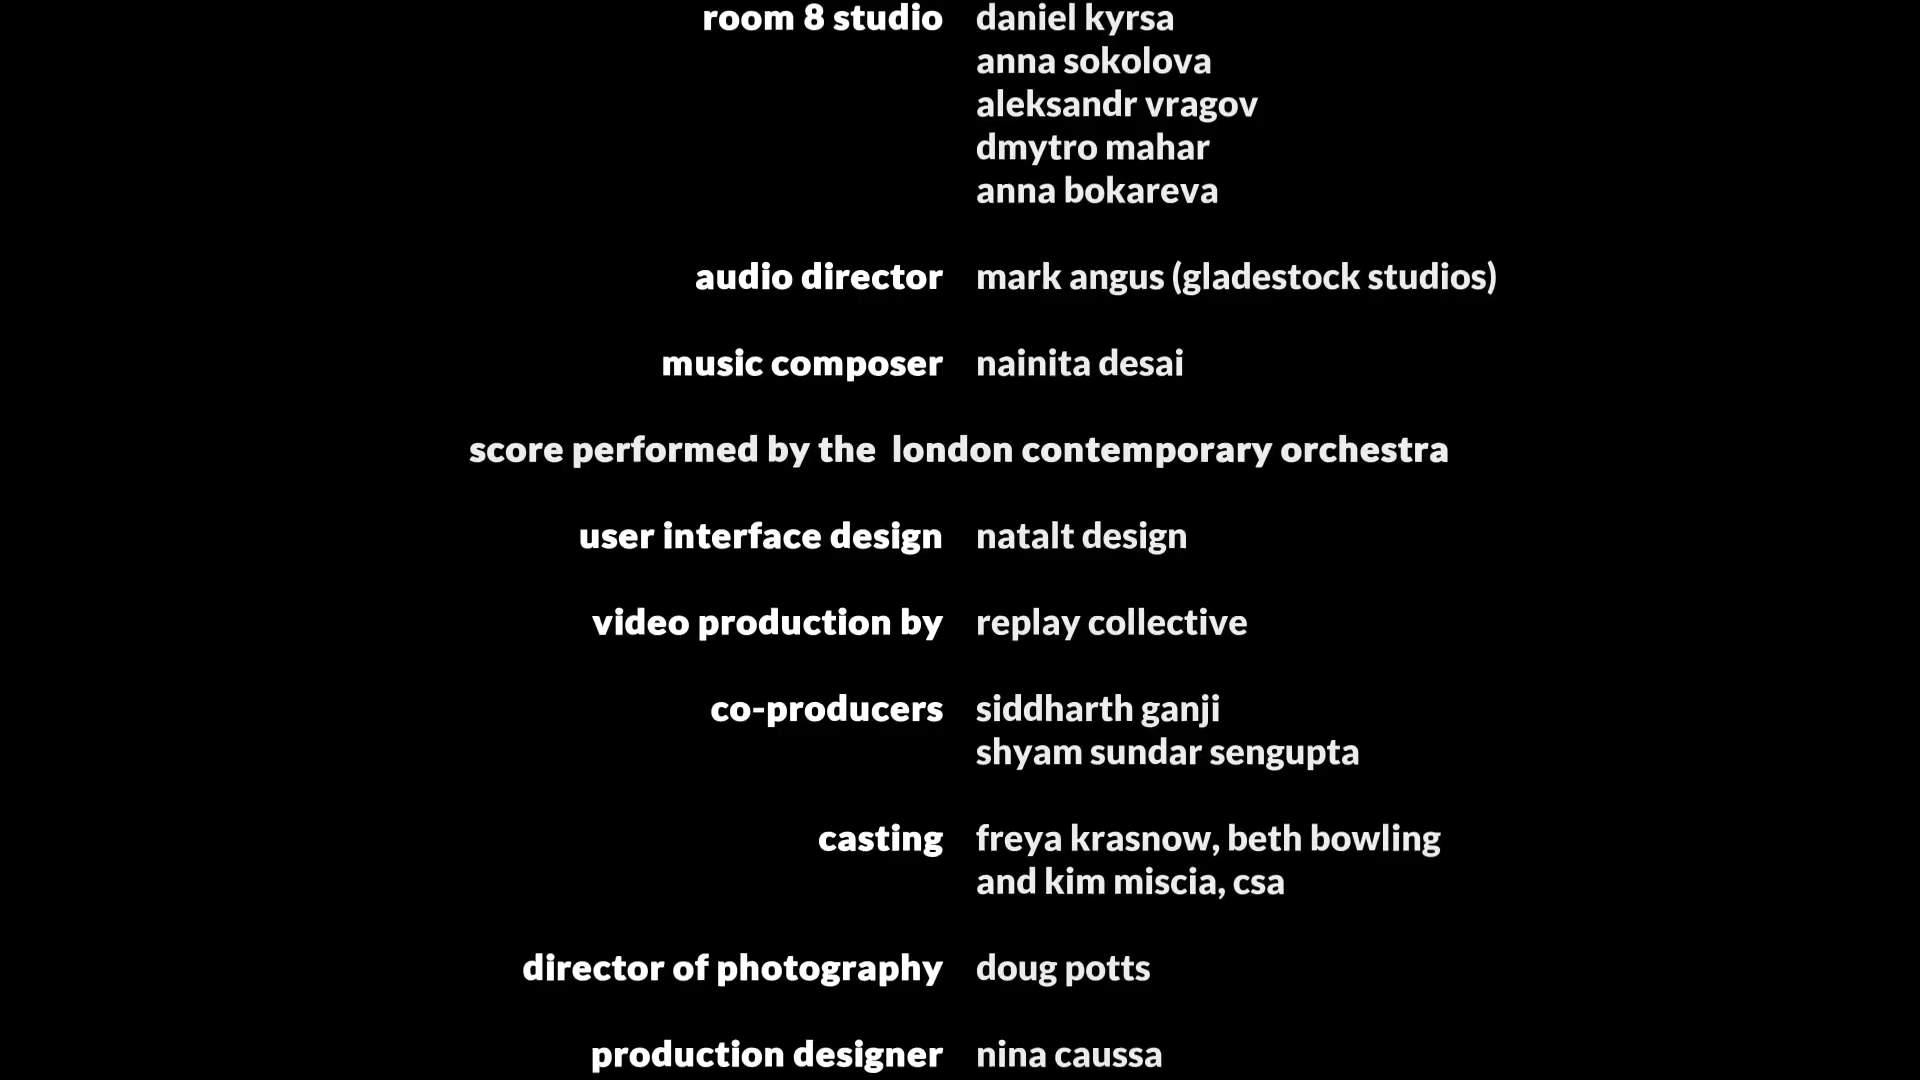 room 8 studio daniel kyrsa
anna sokolova
aleksandr vragov
dmytro mahar
anna bokareva
audio director mark angus (gladestock studios)
music composer nainita desai
score performed by the london contemporary orchestra
user interface design natalt design
video production by replay collective
co-producers siddharth ganji
shyam sundar sengupta
casting freya krasnow, beth bowling
and kim miscia, csa
director of photography doug potts
production designer nina caussa